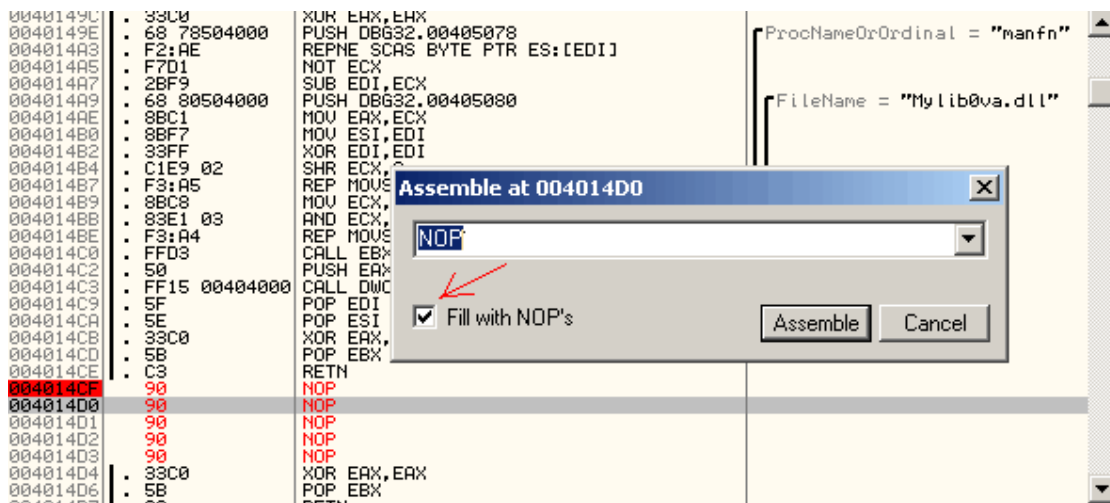 0040149C . 33C0 XOR EAX,EAX
0040149E . 68 78504000 PUSH DBG32.00405078 ProcNameOrOrdinal = "manfn"
004014A3 . F2:AE REPNE SCAS BYTE PTR ES:[EDI]
004014A5 . F7D1 NOT ECX
004014A7 . 2BF9 SUB EDI,ECX
004014A9 . 68 80504000 PUSH DBG32.00405080 FileName = "Mylib0va.dll"
004014AE . 8BC1 MOV EAX,ECX
004014B0 . 8BF7 MOV ESI,EDI
004014B2 . 33FF XOR EDI,EDI
004014B4 . C1E9 02 SHR ECX,
004014B7 . F3:A5 REP MOVS
004014B9 . 8BC8 MOV ECX,
004014BB . 83E1 03 AND ECX,
004014BE . F3:A4 REP MOVS
004014C0 . FFD3 CALL EBX
004014C2 . 50 PUSH EAX
004014C3 . FF15 00404000 CALL DWO
004014C9 . 5F POP EDI
004014CA . 5E POP ESI
004014CB . 33C0 XOR EAX,
004014CD . 5B POP EBX
004014CE . C3 RETN
004014CF 90 NOP
004014D0 90 NOP
004014D1 90 NOP
004014D2 90 NOP
004014D3 90 NOP
004014D4 . 33C0 XOR EAX,EAX
004014D6 . 5B POP EBX
Assemble at 004014D0
NOP
Fill with NOP's
Assemble Cancel